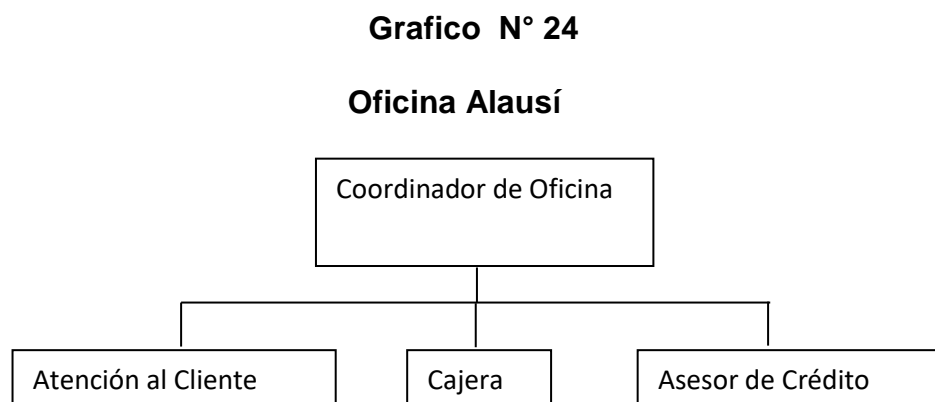 Grafico N° 24
Oficina Alausí
Coordinador de Oficina
Atención al Cliente
Cajera
Asesor de Crédito